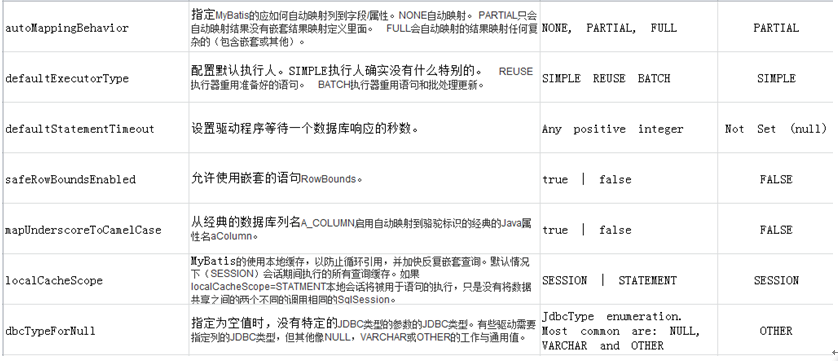 autoMappingBehavior
指定MyBatis的应如何自动映射列到字段/属性。NONE自动映射。 PARTIAL只会
自动映射结果没有嵌套结果映射定义里面。 FULL会自动映射的结果映射任何复
杂的（包含嵌套或其他）。
NONE, PARTIAL, FULL
PARTIAL
defaultExecutorType
配置默认执行人。SIMPLE执行人确实没有什么特别的。 REUSE
执行器重用准备好的语句。 BATCH执行器重用语句和批处理更新。
SIMPLE REUSE BATCH
SIMPLE
defaultStatementTimeout
设置驱动程序等待一个数据库响应的秒数。
Any positive integer
Not Set (null)
safeRowBoundsEnabled
允许使用嵌套的语句RowBounds。
true | false
FALSE
mapUnderscoreToCamelCase
从经典的数据库列名A_COLUMN启用自动映射到骆驼标识的经典的Java属
性名aColumn。
true | false
FALSE
localCacheScope
MyBatis的使用本地缓存，以防止循环引用，并加快反复嵌套查询。默认情况
下（SESSION）会话期间执行的所有查询缓存。如果
localCacheScope=STATMENT本地会话将被用于语句的执行，只是没有将数据
共享之间的两个不同的调用相同的SqlSession。
SESSION | STATEMENT
SESSION
dbcTypeForNull
指定为空值时，没有特定的JDBC类型的参数的JDBC类型。有些驱动需要
指定列的JDBC类型，但其他像NULL，VARCHAR或OTHER的工作与通用值。
JdbcType enumeration.
Most common are: NULL,
VARCHAR and OTHER
OTHER